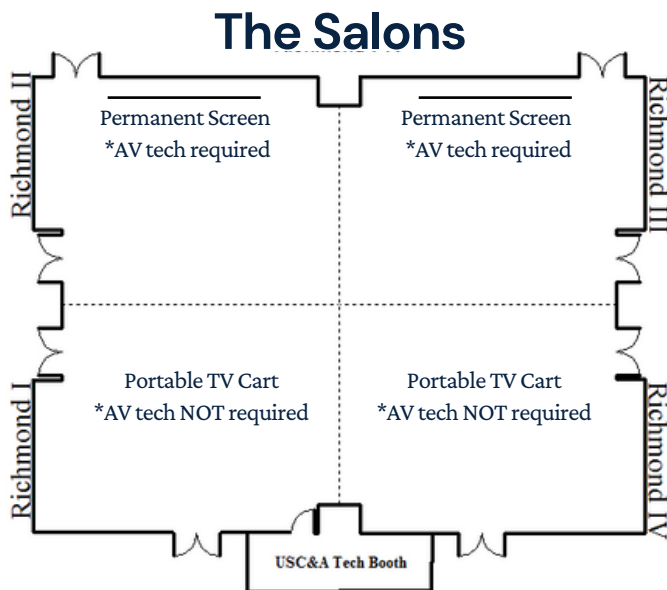 The Salons
Richmond II
Permanent Screen
*AV tech required
Permanent Screen
*AV tech required
Richmond III
Richmond I
Portable TV Cart
*AV tech NOT required
Portable TV Cart
*AV tech NOT required
Richmond IV
USC&A Tech Booth